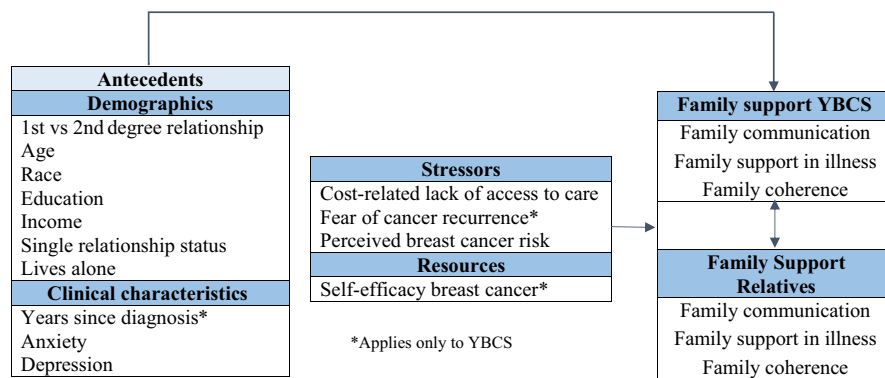 Antecedents
Demographics
1st vs 2nd degree relationship
Age
Race
Education
Income
Single relationship status
Lives alone
Clinical characteristics
Years since diagnosis*
Anxiety
Depression
Stressors
Cost-related lack of access to care
Fear of cancer recurrence*
Perceived breast cancer risk
Resources
Self-efficacy breast cancer*
*Applies only to YBCS
Family support YBCS
Family communication
Family support in illness
Family coherence
Family Support
Relatives
Family communication
Family support in illness
Family coherence